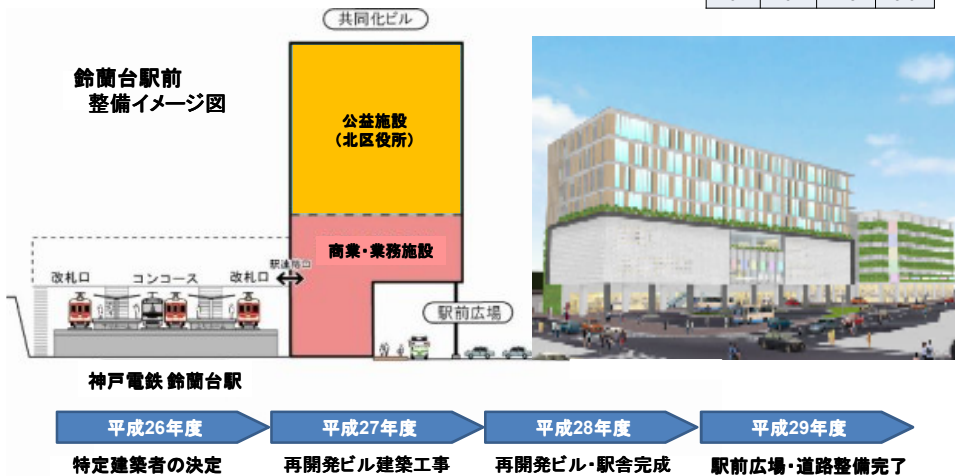 共同化ビル
鈴蘭台駅前
整備イメージ図
公益施設
（北区役所）
商業・業務施設
改札口
コンコース
改札口
駅連絡口
駅前広場
神戸電鉄 鈴蘭台駅
平成26年度
平成27年度
平成28年度
平成29年度
特定建築者の決定
再開発ビル建築工事
再開発ビル・駅舎完成
駅前広場・道路整備完了